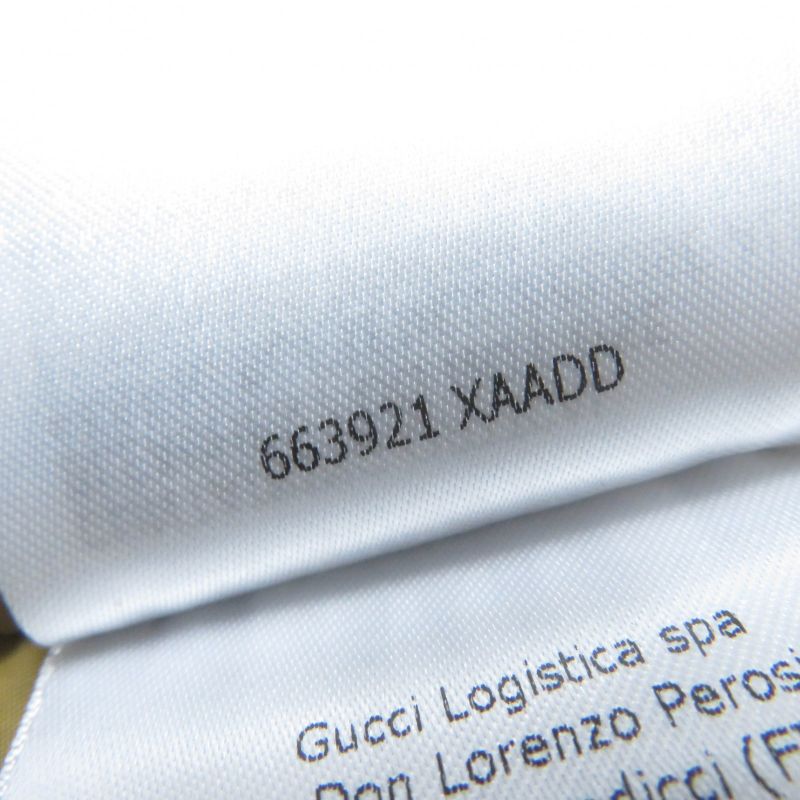 663921 XAADD
Gucci Logistica spa
Don Lorenzo Perosi
(F